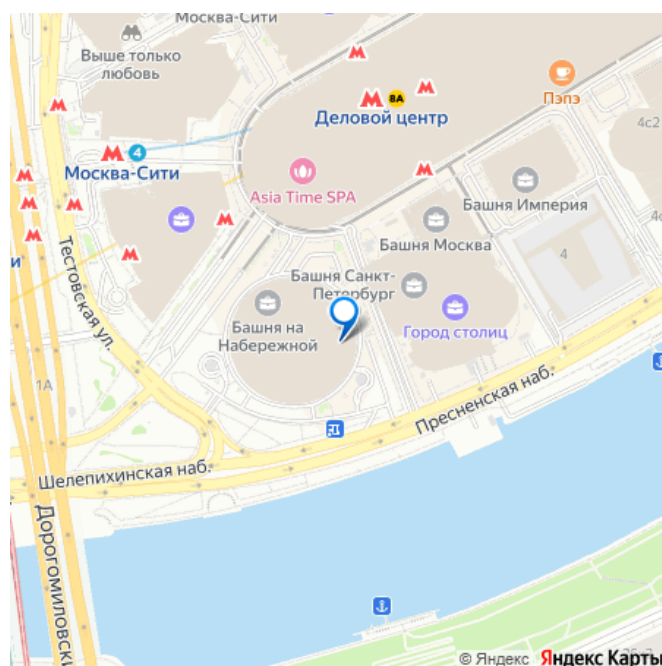 Москва-Сити
Выше только
любовь
8А
Деловой центр
Пэпэ
4с2
4
Москва-Сити
Asia Time SPA
Башня Империя
Башня Москва
4
и
Тестовская ул.
Башня Санкт-
Петербург
Башня на
Набережной
Город столиц
1А
Пресненская наб.
Шелепихинская наб.
Дорогомиловски
© Яндекс Яндекс Карты